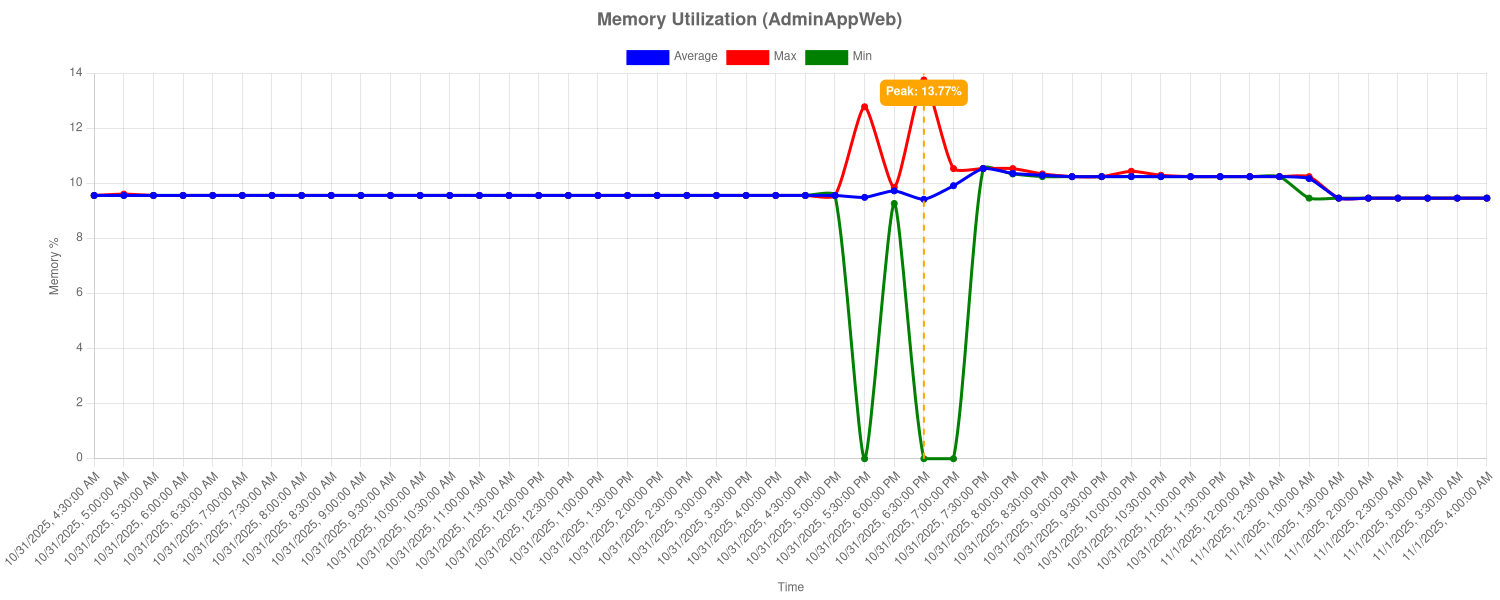 Memory Utilization (AdminAppWeb)
Average Max Min
14
Peak: 13.77%
12
10
8
Memory %
6
4
2
0
10/31/2025, 4:30:00 AM
10/31/2025, 5:00:00 AM
10/31/2025, 5:30:00 AM
10/31/2025, 6:00:00 AM
10/31/2025, 6:30:00 AM
10/31/2025, 7:00:00 AM
10/31/2025, 7:30:00 AM
10/31/2025, 8:00:00 AM
10/31/2025, 8:30:00 AM
10/31/2025, 9:00:00 AM
10/31/2025, 9:30:00 AM
10/31/2025, 10:00:00 AM
10/31/2025, 10:30:00 AM
10/31/2025, 11:00:00 AM
10/31/2025, 11:30:00 AM
10/31/2025, 12:00:00 PM
10/31/2025, 12:30:00 PM
10/31/2025, 1:00:00 PM
10/31/2025, 1:30:00 PM
10/31/2025, 2:00:00 PM
10/31/2025, 2:30:00 PM
10/31/2025, 3:00:00 PM
10/31/2025, 3:30:00 PM
10/31/2025, 4:00:00 PM
10/31/2025, 4:30:00 PM
10/31/2025, 5:00:00 PM
10/31/2025, 5:30:00 PM
10/31/2025, 6:00:00 PM
10/31/2025, 6:30:00 PM
10/31/2025, 7:00:00 PM
10/31/2025, 7:30:00 PM
10/31/2025, 8:00:00 PM
10/31/2025, 8:30:00 PM
10/31/2025, 9:00:00 PM
10/31/2025, 9:30:00 PM
10/31/2025, 10:00:00 PM
10/31/2025, 10:30:00 PM
10/31/2025, 11:00:00 PM
10/31/2025, 11:30:00 PM
11/1/2025, 12:00:00 AM
11/1/2025, 12:30:00 AM
11/1/2025, 1:00:00 AM
11/1/2025, 1:30:00 AM
11/1/2025, 2:00:00 AM
11/1/2025, 2:30:00 AM
11/1/2025, 3:00:00 AM
11/1/2025, 3:30:00 AM
11/1/2025, 4:00:00 AM
Time